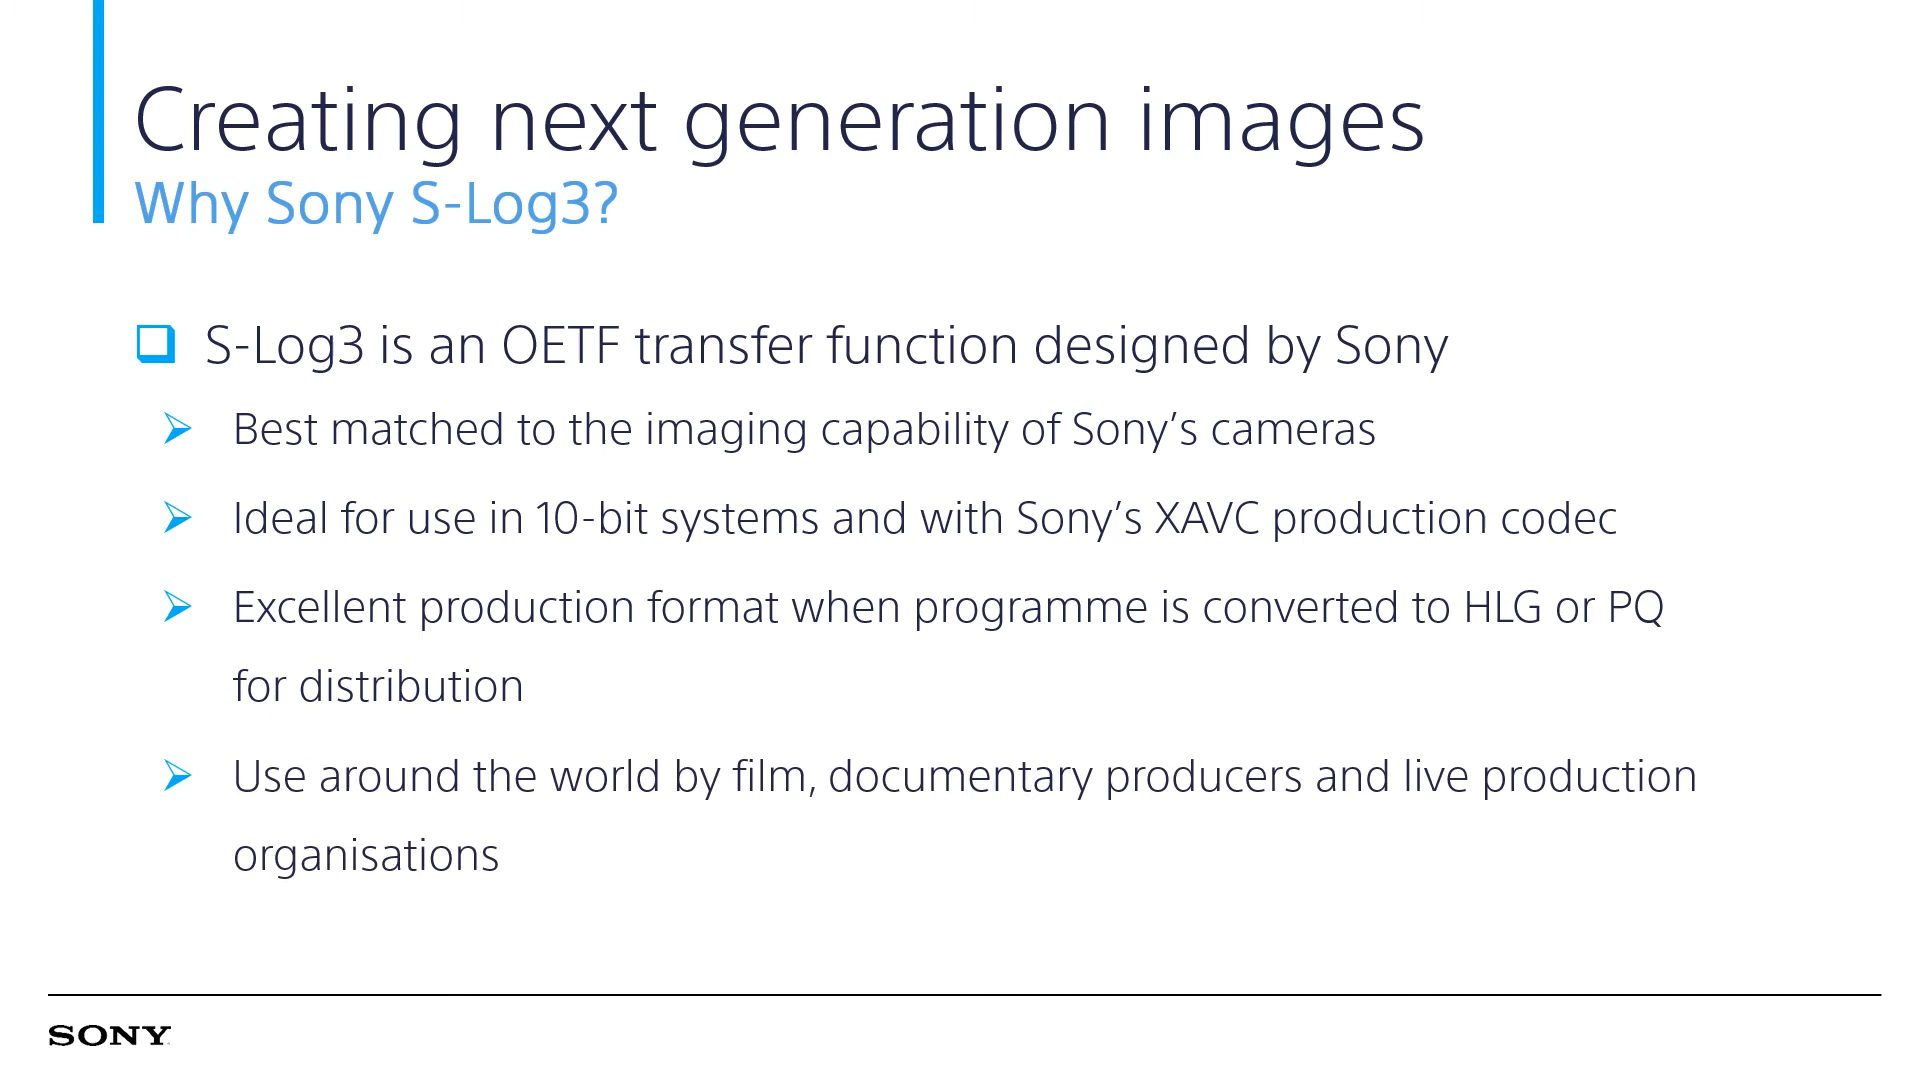 Creating next generation images
Why Sony S-Log3?
S-Log3 is an OETF transfer function designed by Sony
Best matched to the imaging capability of Sony’s cameras
Ideal for use in 10-bit systems and with Sony’s XAVC production codec
Excellent production format when programme is converted to HLG or PQ
for distribution
Use around the world by film, documentary producers and live production
organisations
SONY